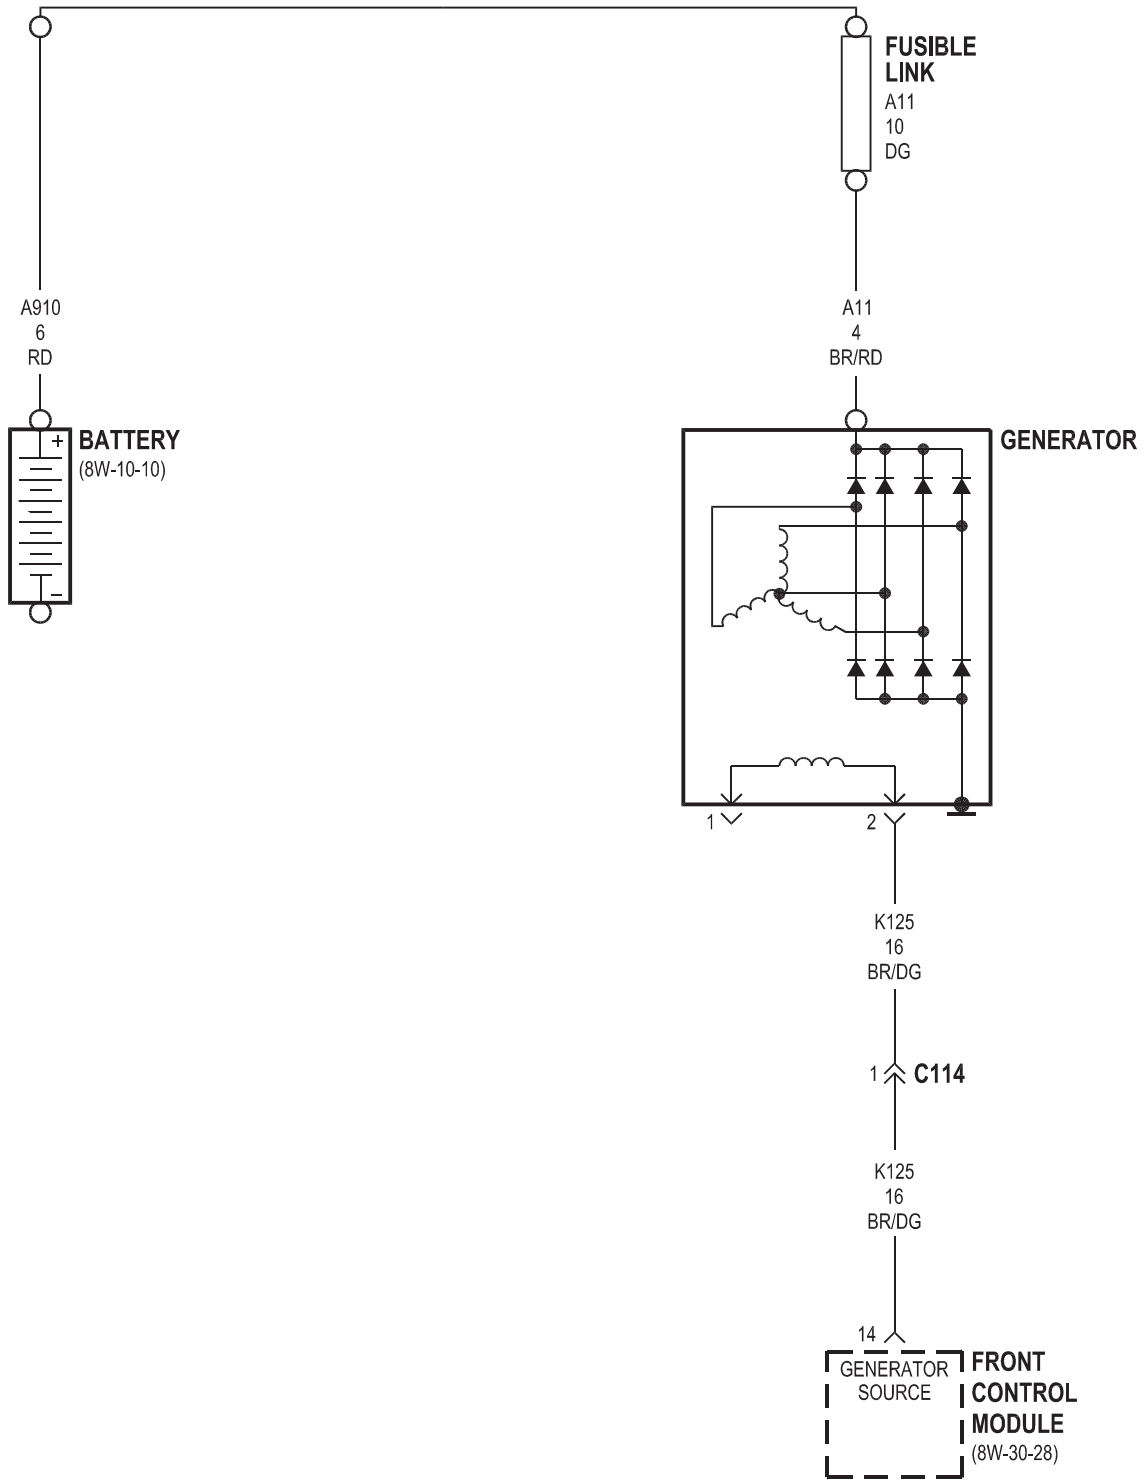 FUSIBLE
LINK
A11
10
DG
A910
6
RD
A11
4
BR/RD
+
BATTERY
(8W-10-10)
−
GENERATOR
1
2
K125
16
BR/DG
1
C114
K125
16
BR/DG
14
GENERATOR
SOURCE
FRONT
CONTROL
MODULE
(8W-30-28)